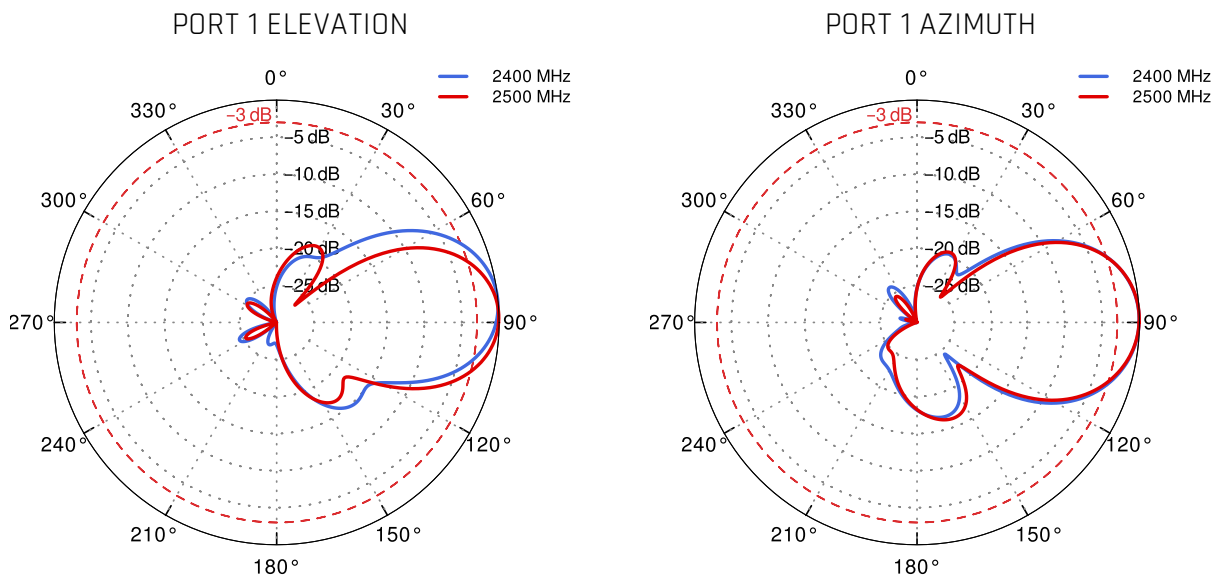 PORT 1 ELEVATION
2400 MHz
2500 MHz
0°
330°
30°
−3 dB
−5 dB
−10 dB
300°
60°
−15 dB
−20 dB
−25 dB
270°
90°
240°
120°
210°
150°
180°
PORT 1 AZIMUTH
2400 MHz
2500 MHz
0°
330°
30°
−3 dB
−5 dB
−10 dB
300°
60°
−15 dB
−20 dB
−25 dB
270°
90°
240°
120°
210°
150°
180°